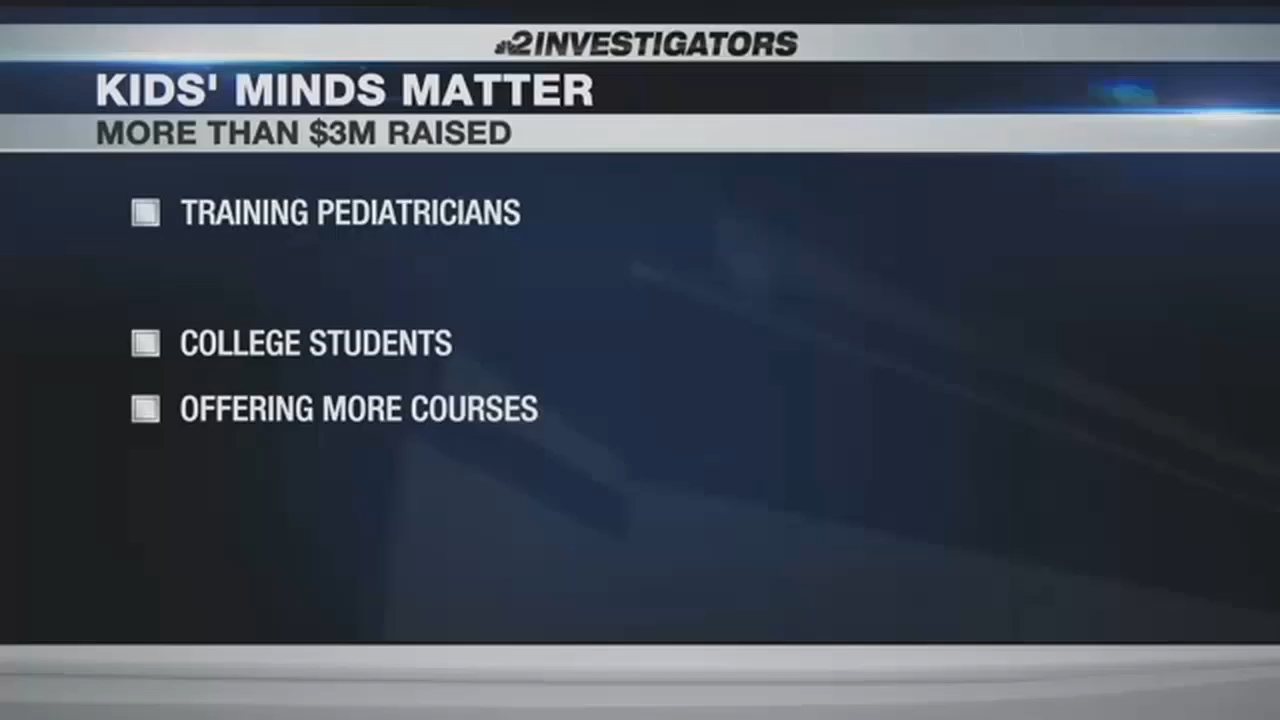 2INVESTIGATORS
KIDS' MINDS MATTER
MORE THAN $3M RAISED
TRAINING PEDIATRICIANS
COLLEGE STUDENTS
OFFERING MORE COURSES